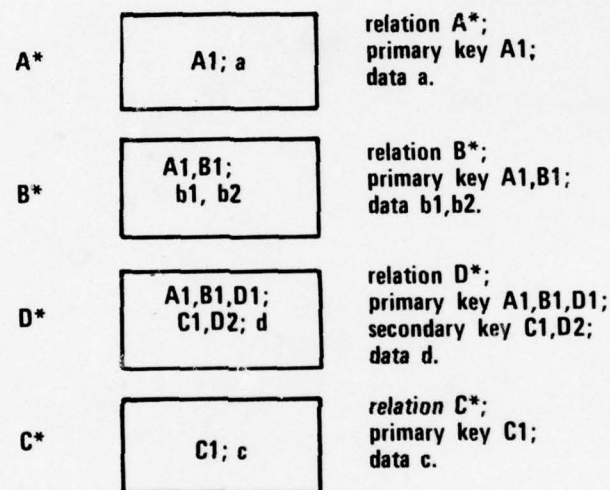 A*
A1; a
relation A*;
primary key A1;
data a.
B*
A1,B1;
b1, b2
relation B*;
primary key A1,B1;
data b1,b2.
D*
A1,B1,D1;
C1,D2; d
relation D*;
primary key A1,B1,D1;
secondary key C1,D2;
data d.
C*
C1; c
relation C*;
primary key C1;
data c.